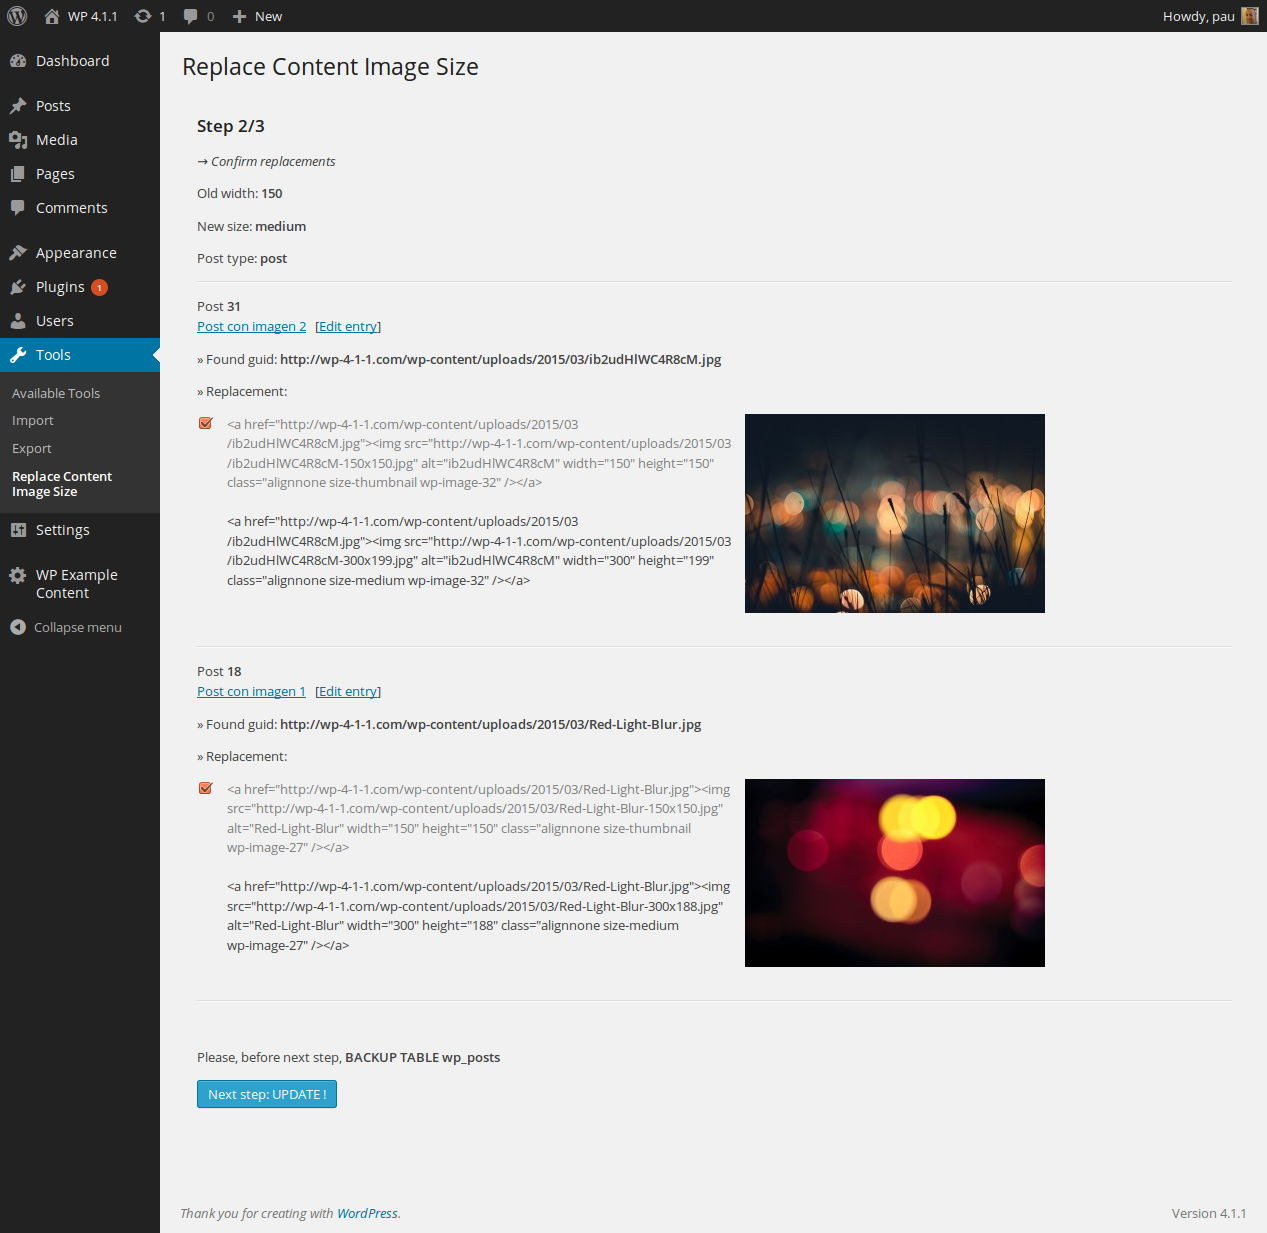 WP 4.1.1 1 0 New Howdy, pau
Dashboard
Posts
Media
Pages
Comments
Appearance
Plugins 1
Users
Tools
Available Tools
Import
Export
Replace Content
Image Size
Settings
WP Example
Content
Collapse menu
Replace Content Image Size
Step 2/3
→ Confirm replacements
Old width: 150
New size: medium
Post type: post
Post 31
Post con imagen 2 [Edit entry]
» Found guid: http://wp-4-1-1.com/wp-content/uploads/2015/03/ib2udHlWC4R8cM.jpg
» Replacement:
<a href="http://wp-4-1-1.com/wp-content/uploads/2015/03
/ib2udHlWC4R8cM.jpg"><img src="http://wp-4-1-1.com/wp-content/uploads/2015/03
/ib2udHlWC4R8cM-150x150.jpg" alt="ib2udHlWC4R8cM" width="150" height="150"
class="alignnone size-thumbnail wp-image-32" /></a>
<a href="http://wp-4-1-1.com/wp-content/uploads/2015/03
/ib2udHlWC4R8cM.jpg"><img src="http://wp-4-1-1.com/wp-content/uploads/2015/03
/ib2udHlWC4R8cM-300x199.jpg" alt="ib2udHlWC4R8cM" width="300" height="199"
class="alignnone size-medium wp-image-32" /></a>
Post 18
Post con imagen 1 [Edit entry]
» Found guid: http://wp-4-1-1.com/wp-content/uploads/2015/03/Red-Light-Blur.jpg
» Replacement:
<a href="http://wp-4-1-1.com/wp-content/uploads/2015/03/Red-Light-Blur.jpg"><img
src="http://wp-4-1-1.com/wp-content/uploads/2015/03/Red-Light-Blur-150x150.jpg"
alt="Red-Light-Blur" width="150" height="150" class="alignnone size-thumbnail
wp-image-27" /></a>
<a href="http://wp-4-1-1.com/wp-content/uploads/2015/03/Red-Light-Blur.jpg"><img
src="http://wp-4-1-1.com/wp-content/uploads/2015/03/Red-Light-Blur-300x188.jpg"
alt="Red-Light-Blur" width="300" height="188" class="alignnone size-medium
wp-image-27" /></a>
Please, before next step, BACKUP TABLE wp_posts
Next step: UPDATE !
Thank you for creating with WordPress. Version 4.1.1